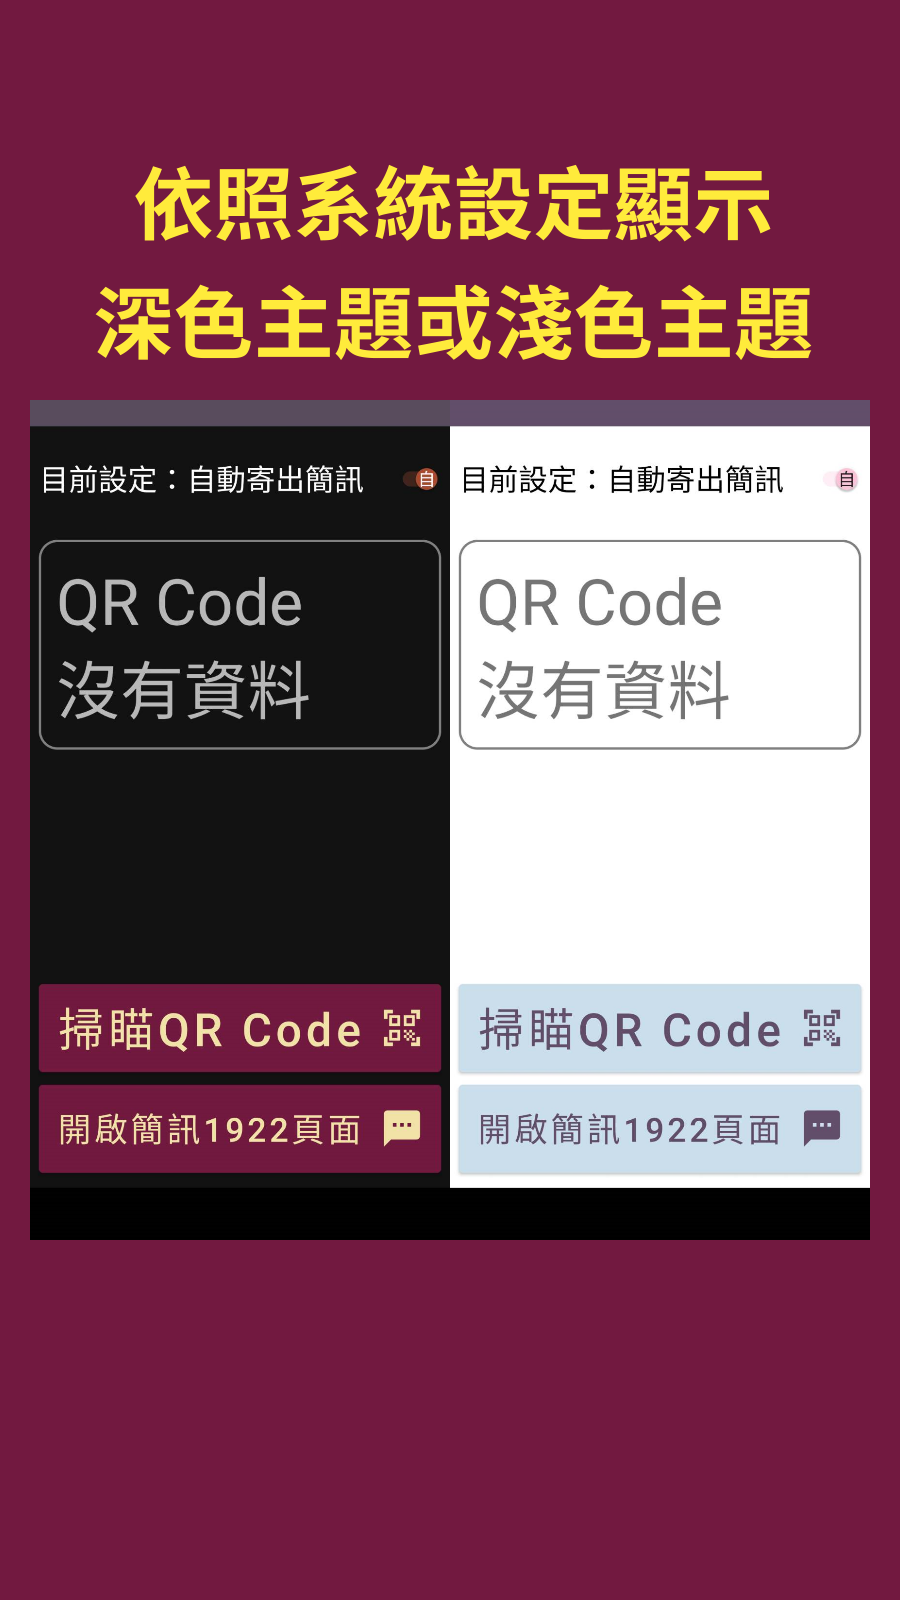 依照系統設定顯示
深色主題或淺色主題
目前設定：自動寄出簡訊 自
QR Code
沒有資料
掃瞄QR Code
開啟簡訊1922頁面
目前設定：自動寄出簡訊 自
QR Code
沒有資料
掃瞄QR Code
開啟簡訊1922頁面